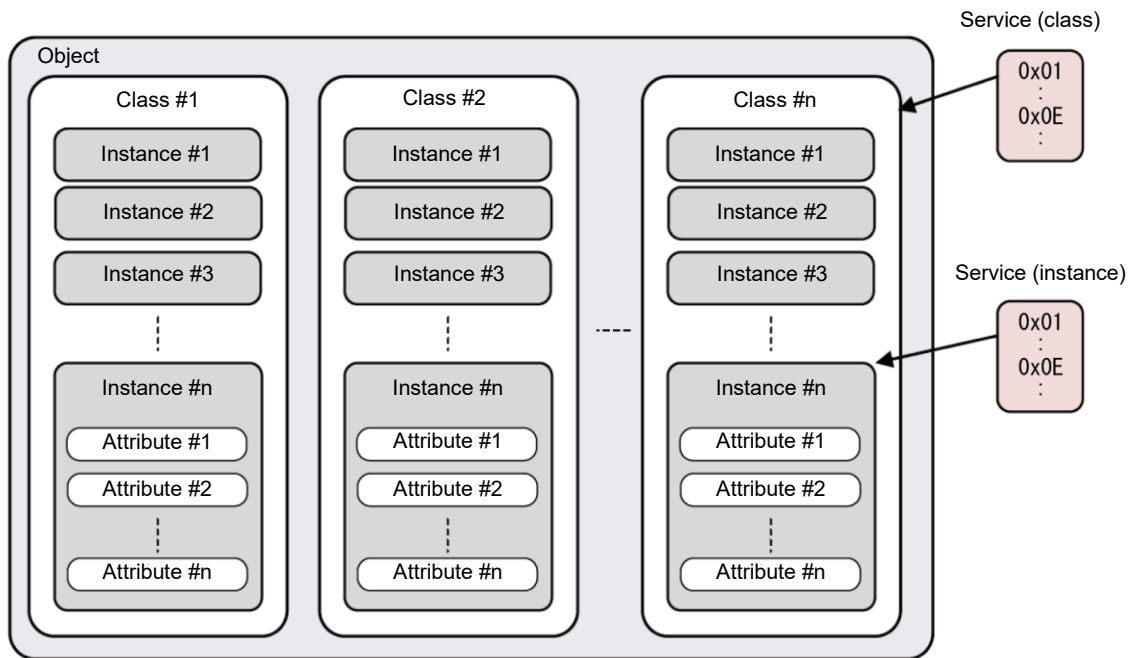 Service (class)
Object
0x01
:
0x0E
:
Class #1
Instance #1
Instance #2
Instance #3
Instance #n
Attribute #1
Attribute #2
Attribute #n
Class #2
Instance #1
Instance #2
Instance #3
Instance #n
Attribute #1
Attribute #2
Attribute #n
Class #n
Instance #1
Instance #2
Instance #3
Instance #n
Attribute #1
Attribute #2
Attribute #n
Service (instance)
0x01
:
0x0E
: